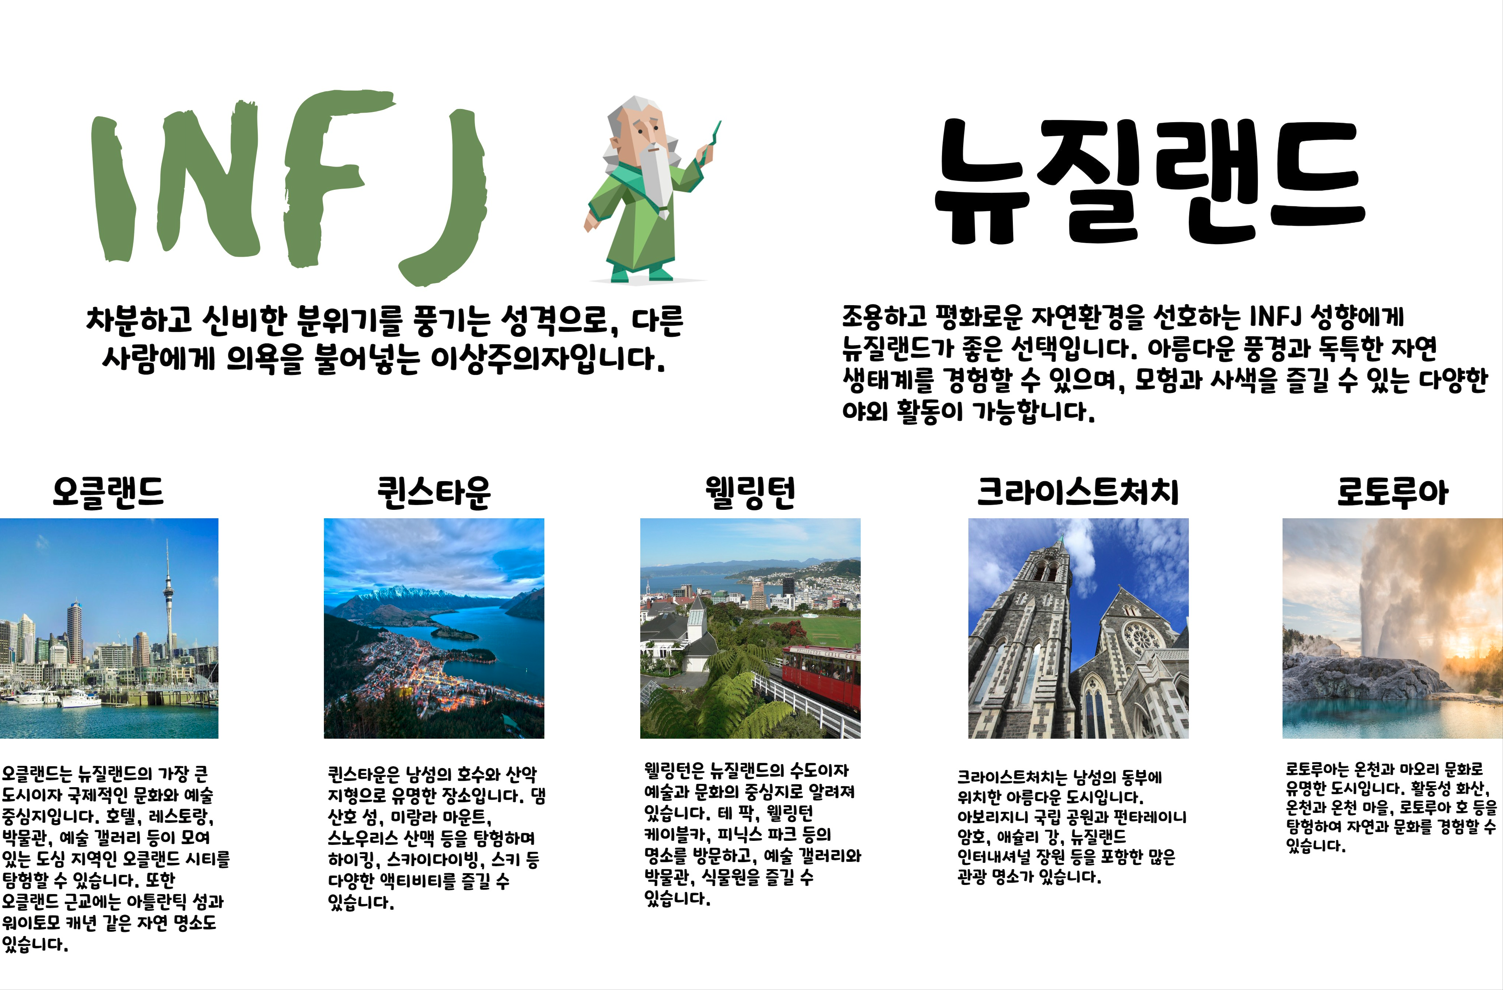 INFJ
차분하고 신비한 분위기를 풍기는 성격으로, 다른
사람에게 의욕을 불어넣는 이상주의자입니다.
뉴질랜드
조용하고 평화로운 자연환경을 선호하는 INFJ 성향에게
뉴질랜드가 좋은 선택입니다. 아름다운 풍경과 독특한 자연
생태계를 경험할 수 있으며, 모험과 사색을 즐길 수 있는 다양한
야외 활동이 가능합니다.
오클랜드
오클랜드는 뉴질랜드의 가장 큰
도시이자 국제적인 문화와 예술
중심지입니다. 호텔, 레스토랑,
박물관, 예술 갤러리 등이 모여
있는 도심 지역인 오클랜드 시티를
탐험할 수 있습니다. 또한
오클랜드 근교에는 아틀란틱 섬과
워이토모 캐년 같은 자연 명소도
있습니다.
퀸스타운
퀸스타운은 남성의 호수와 산악
지형으로 유명한 장소입니다. 댐
산호 섬, 미람라 마운트,
스노우리스 산맥 등을 탐험하며
하이킹, 스카이다이빙, 스키 등
다양한 액티비티를 즐길 수
있습니다.
웰링턴
웰링턴은 뉴질랜드의 수도이자
예술과 문화의 중심지로 알려져
있습니다. 테 팍, 웰링턴
케이블카, 피닉스 파크 등의
명소를 방문하고, 예술 갤러리와
박물관, 식물원을 즐길 수
있습니다.
크라이스트처치
크라이스트처치는 남성의 동부에
위치한 아름다운 도시입니다.
아보리지니 국립 공원과 펀타레이니
암호, 애슐리 강, 뉴질랜드
인터내셔널 장원 등을 포함한 많은
관광 명소가 있습니다.
로토루아
로토루아는 온천과 마오리 문화로
유명한 도시입니다. 활동성 화산,
온천과 온천 마을, 로토루아 호 등을
탐험하여 자연과 문화를 경험할 수
있습니다.